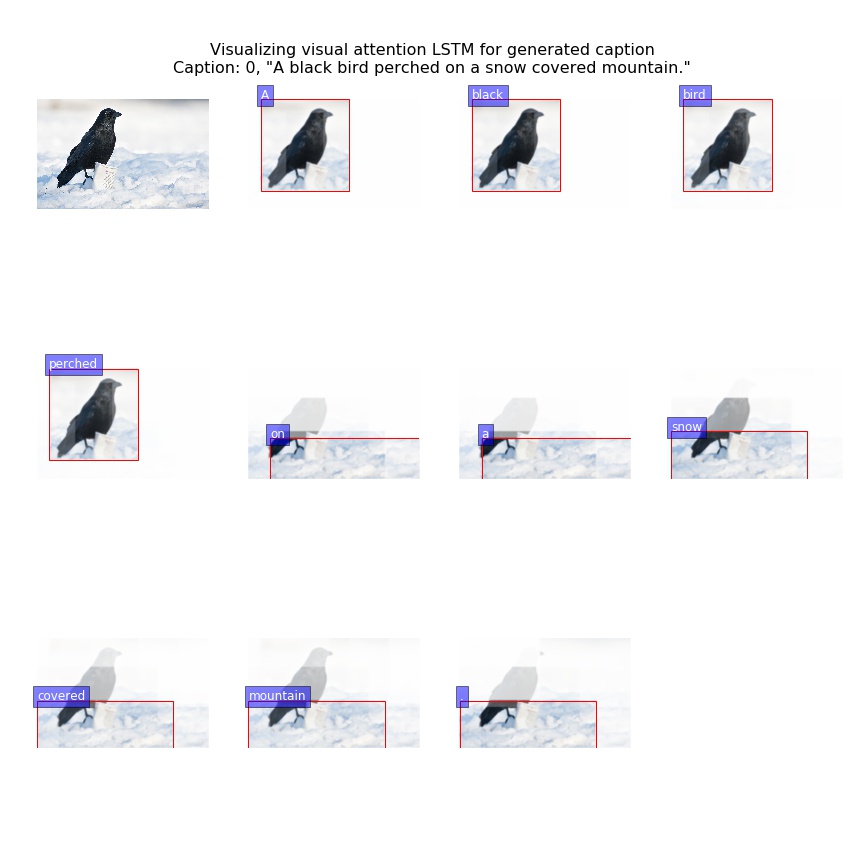 Visualizing visual attention LSTM for generated caption
Caption: 0, "A black bird perched on a snow covered mountain."
A
black
bird
perched
on
a
snow
covered
mountain
.